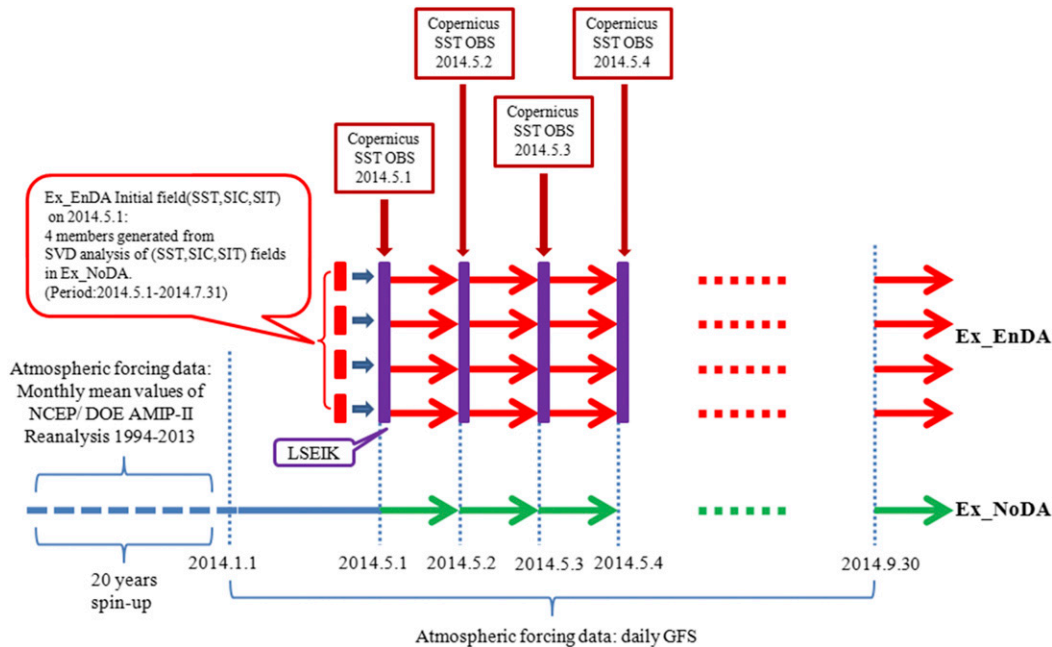 Copernicus
SST OBS
2014.5.2
Copernicus
SST OBS
2014.5.4
Copernicus
SST OBS
2014.5.1
Copernicus
SST OBS
2014.5.3
Ex_EnDA Initial field(SST,SIC,SIT)
on 2014.5.1:
4 members generated from
SVD analysis of (SST,SIC,SIT) fields
in Ex_NoDA.
(Period:2014.5.1-2014.7.31)
Ex_EnDA
Atmospheric forcing data:
Monthly mean values of
NCEP/ DOE AMIP-II
Reanalysis 1994-2013
LSEIK
Ex_NoDA
2014.1.1
2014.5.1
2014.5.2
2014.5.3
2014.5.4
2014.9.30
20 years
spin-up
Atmospheric forcing data: daily GFS